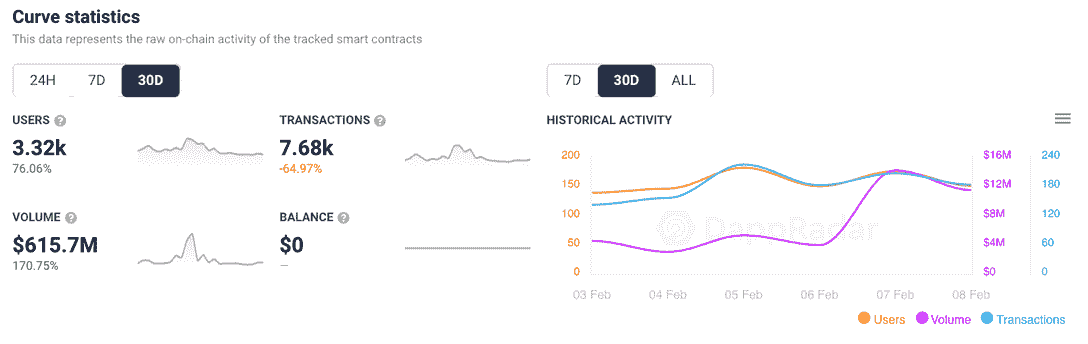 Curve statistics
This data represents the raw on-chain activity of the tracked smart contracts
24H 7D 30D
7D 30D ALL
USERS ?
3.32k
76.06%
TRANSACTIONS ?
7.68k
-64.97%
VOLUME ?
$615.7M
170.75%
BALANCE ?
$0
—
HISTORICAL ACTIVITY
200 $16M 240
150 $12M 180
100 $8M 120
50 $4M 60
0 $0 0
DappRadar
03 Feb 04 Feb 05 Feb 06 Feb 07 Feb 08 Feb
Users Volume Transactions